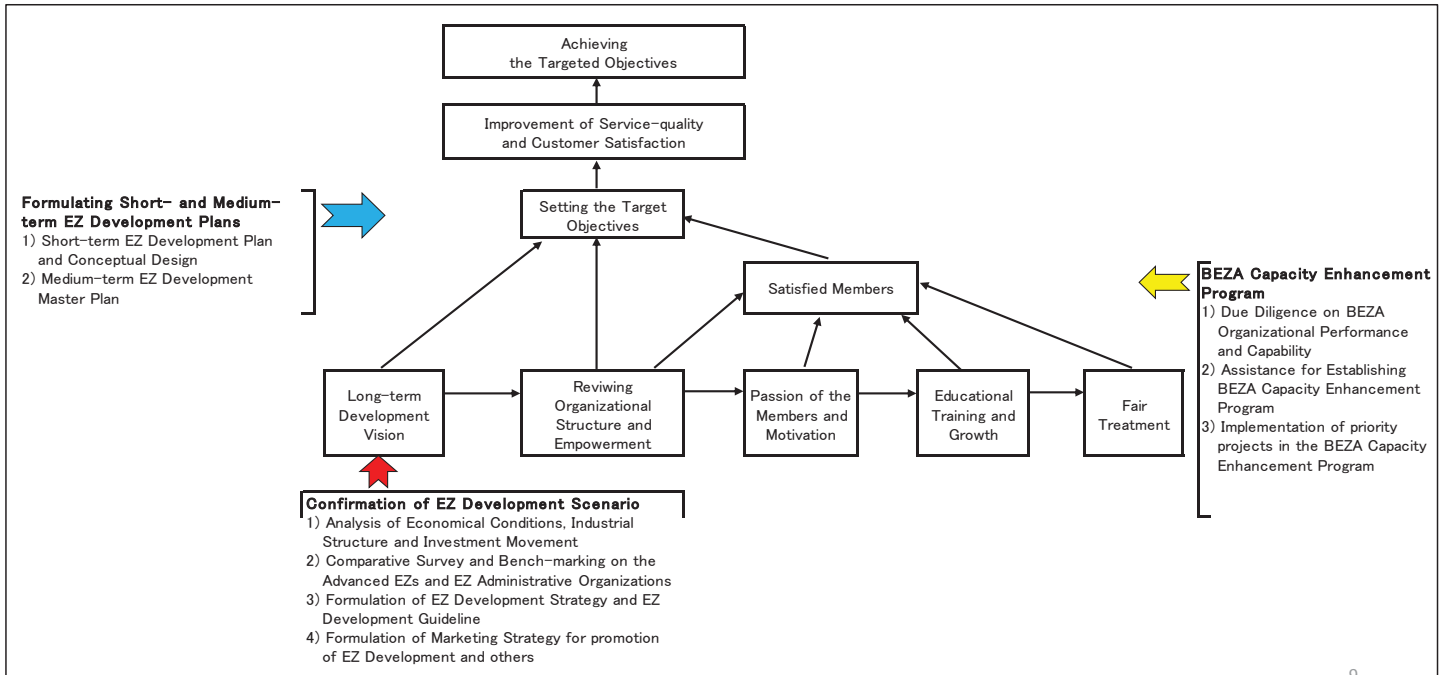 Achieving
the Targeted Objectives
Improvement of Service-quality
and Customer Satisfaction
Formulating Short- and Medium-
term EZ Development Plans
1) Short-term EZ Development Plan
and Conceptual Design
2) Medium-term EZ Development
Master Plan
Setting the Target
Objectives
Satisfied Members
BEZA Capacity Enhancement
Program
1) Due Diligence on BEZA
Organizational Performance
and Capability
2) Assistance for Establishing
BEZA Capacity Enhancement
Program
3) Implementation of priority
projects in the BEZA Capacity
Enhancement Program
Long-term
Development
Vision
Reviwing
Organizational
Structure and
Empowerment
Passion of the
Members and
Motivation
Educational
Training and
Growth
Fair
Treatment
Confirmation of EZ Development Scenario
1) Analysis of Economical Conditions, Industrial
Structure and Investment Movement
2) Comparative Survey and Bench-marking on the
Advanced EZs and EZ Administrative Organizations
3) Formulation of EZ Development Strategy and EZ
Development Guideline
4) Formulation of Marketing Strategy for promotion
of EZ Development and others